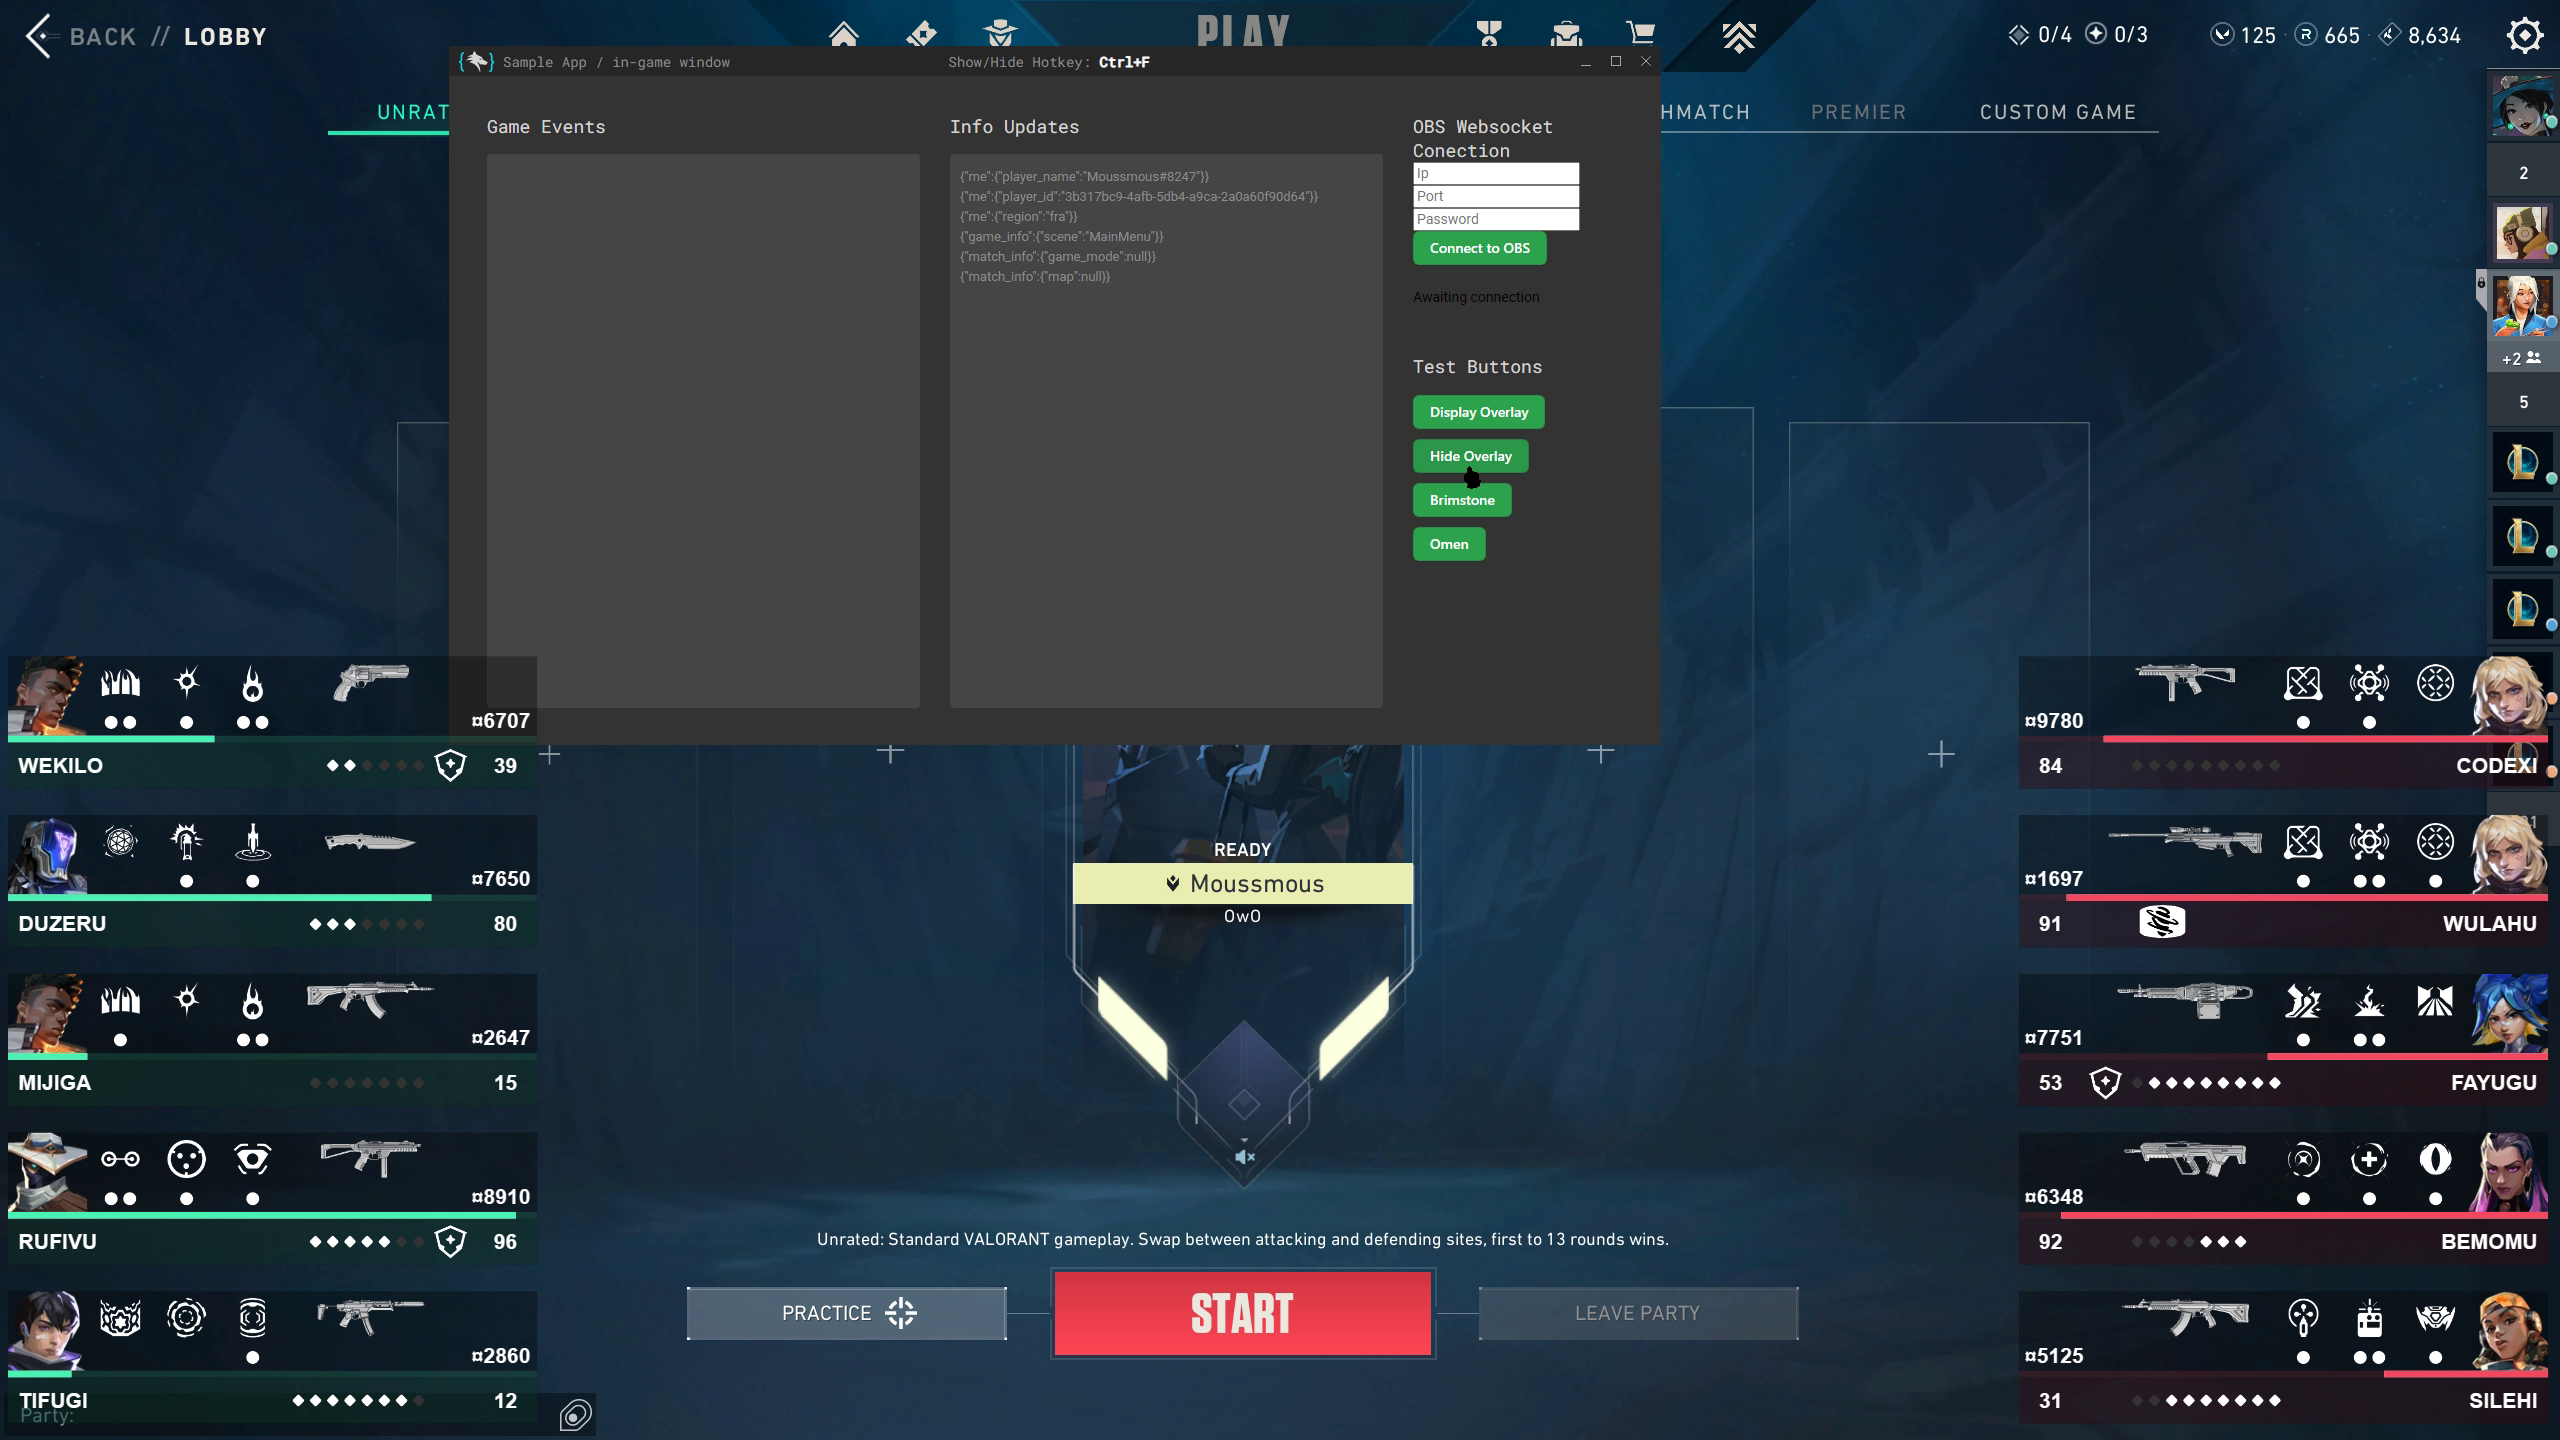 BACK // LOBBY
PLAY
0/4 0/3 125 665 8,634
Sample App / in-game window
Show/Hide Hotkey: Ctrl+F
UNRAT
HMATCH
PREMIER
CUSTOM GAME
Game Events
Info Updates
{"me":{"player_name":"Moussmous#8247"}}
{"me":{"player_id":"3b317bc9-4afb-5db4-a9ca-2a0a60f90d64"}}
{"me":{"region":"fra"}}
{"game_info":{"scene":"MainMenu"}}
{"match_info":{"game_mode":null}}
{"match_info":{"map":null}}
OBS Websocket
Conection
Ip
Port
Password
Connect to OBS
Awaiting connection
Test Buttons
Display Overlay
Hide Overlay
Brimstone
Omen
2
+2
5
¤6707
WEKILO 39
¤7650
DUZERU 80
¤2647
MIJIGA 15
¤8910
RUFIVU 96
¤2860
TIFUGI 12
Party:
READY
Moussmous
OwO
Unrated: Standard VALORANT gameplay. Swap between attacking and defending sites, first to 13 rounds wins.
PRACTICE
START
LEAVE PARTY
¤9780
84 CODEXI
¤1697
91 WULAHU
¤7751
53 FAYUGU
¤6348
92 BEMOMU
¤5125
31 SILEHI